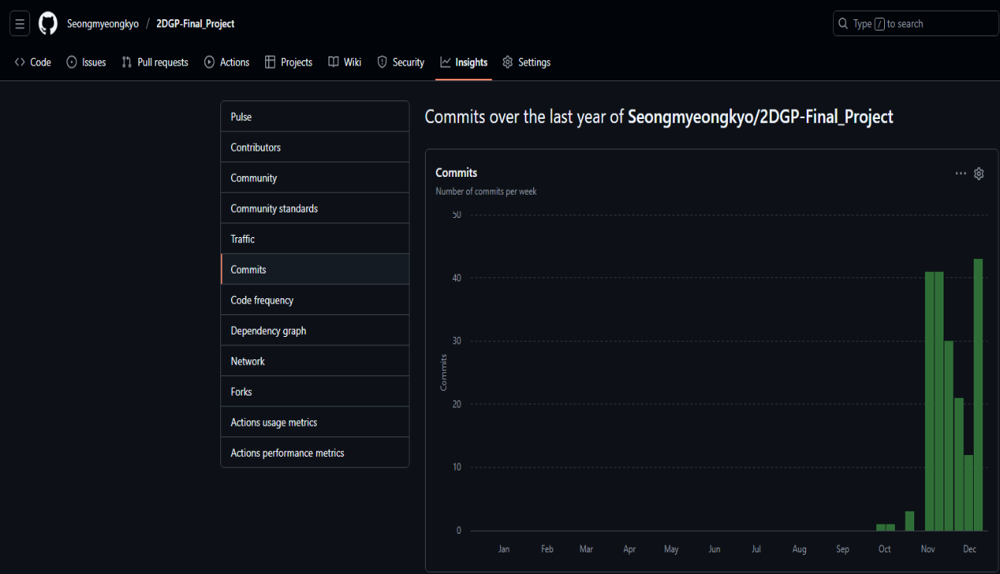 Seongmyeongkyo / 2DGP-Final_Project
Type / to search
Code Issues Pull requests Actions Projects Wiki Security Insights Settings
Pulse
Contributors
Community
Community standards
Traffic
Commits
Code frequency
Dependency graph
Network
Forks
Actions usage metrics
Actions performance metrics
Commits over the last year of Seongmyeongkyo/2DGP-Final_Project
Commits
Number of commits per week
50
40
30
20
10
0
Commits
Jan Feb Mar Apr May Jun Jul Aug Sep Oct Nov Dec